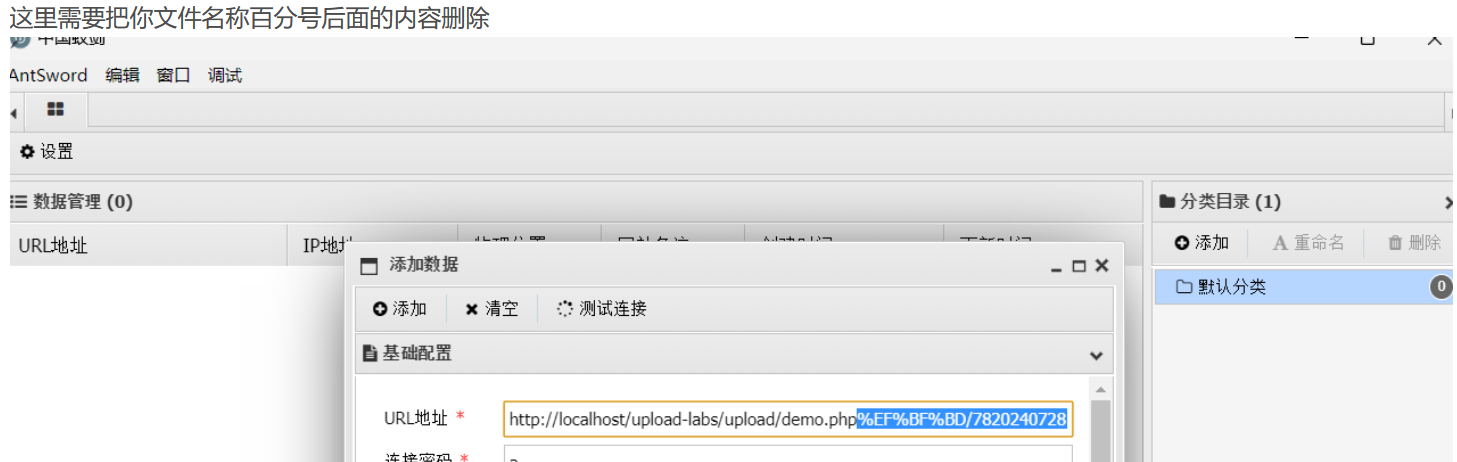 这里需要把你文件名称百分号后面的内容删除
中国蚁剑
AntSword 编辑 窗口 调试
设置
数据管理 (0)
分类目录 (1)
URL地址
IP地址
添加 重命名 删除
添加数据
默认分类 0
添加 清空 测试连接
基础配置
URL地址 * http://localhost/upload-labs/upload/demo.php%EF%BF%BD/7820240728
连接密码 *